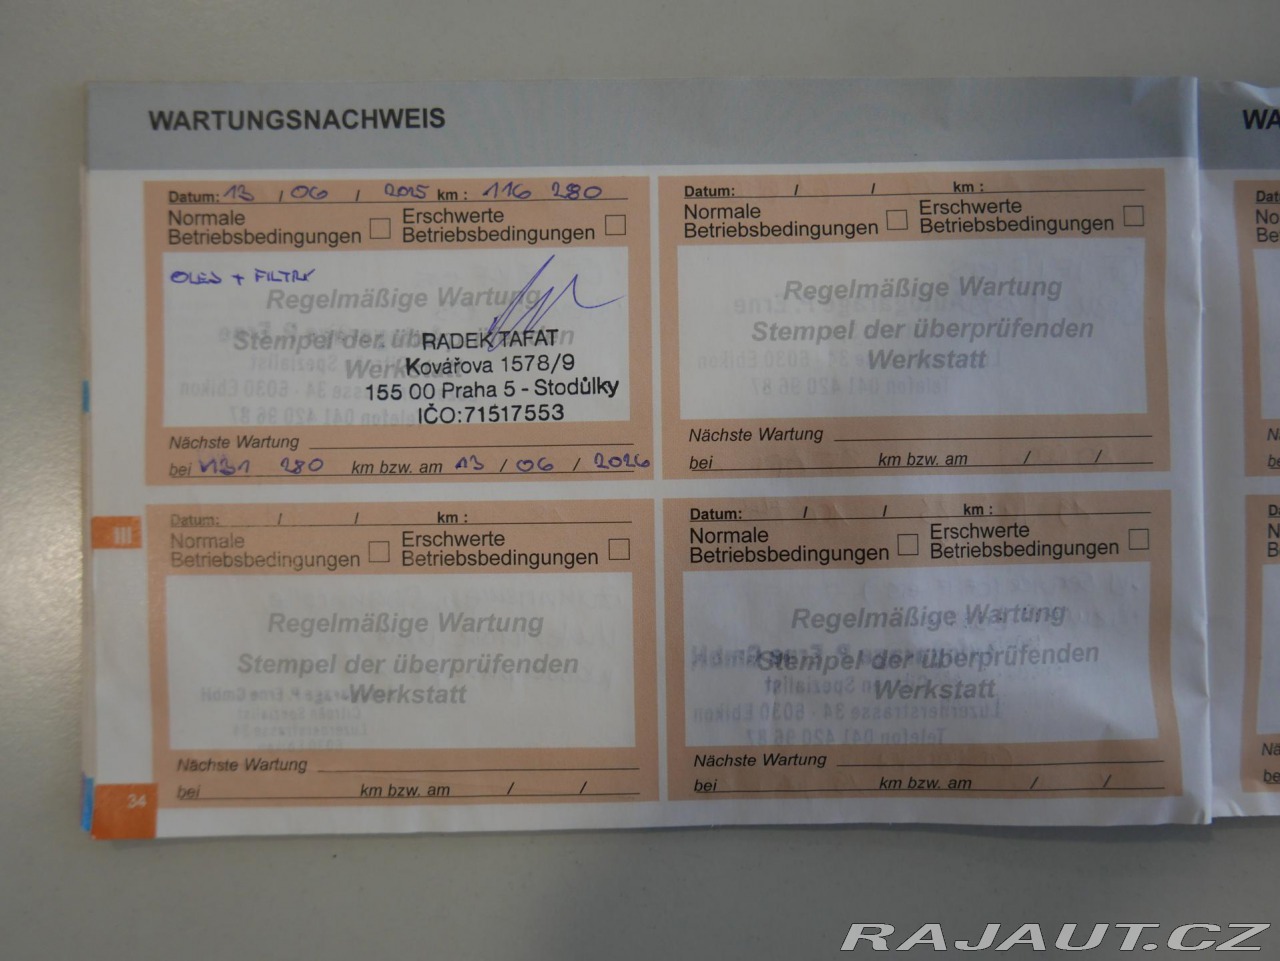 WARTUNGSNACHWEIS
WA
Datum: 13 / 06 / 2025 km : 116 280
Normale Betriebsbedingungen
Erschwerte Betriebsbedingungen
OLEJ + FILTRY
Regelmäßige Wartung
Stempel der überprüfenden
Werkstatt
RADEK TAFAT
Kovářova 1578/9
155 00 Praha 5 - Stodůlky
IČO:71517553
Nächste Wartung
bei 131 280 km bzw. am 13 / 06 / 2026
Datum: / / km :
Normale Betriebsbedingungen
Erschwerte Betriebsbedingungen
Regelmäßige Wartung
Stempel der überprüfenden
Werkstatt
Nächste Wartung
bei km bzw. am / /
Datum: / / km :
Normale Betriebsbedingungen
Erschwerte Betriebsbedingungen
Regelmäßige Wartung
Stempel der überprüfenden
Werkstatt
Nächste Wartung
bei km bzw. am / /
Datum: / / km :
Normale Betriebsbedingungen
Erschwerte Betriebsbedingungen
Regelmäßige Wartung
Stempel der überprüfenden
Werkstatt
Nächste Wartung
bei km bzw. am / /
III
34
RAJAUT.CZ